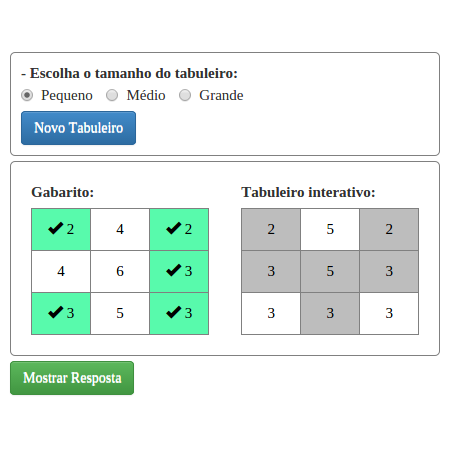 - Escolha o tamanho do tabuleiro:
Pequeno Médio Grande
Novo Tabuleiro
Gabarito:
✔ 2 4 ✔ 2
4 6 ✔ 3
✔ 3 5 ✔ 3
Tabuleiro interativo:
2 5 2
3 5 3
3 3 3
Mostrar Resposta